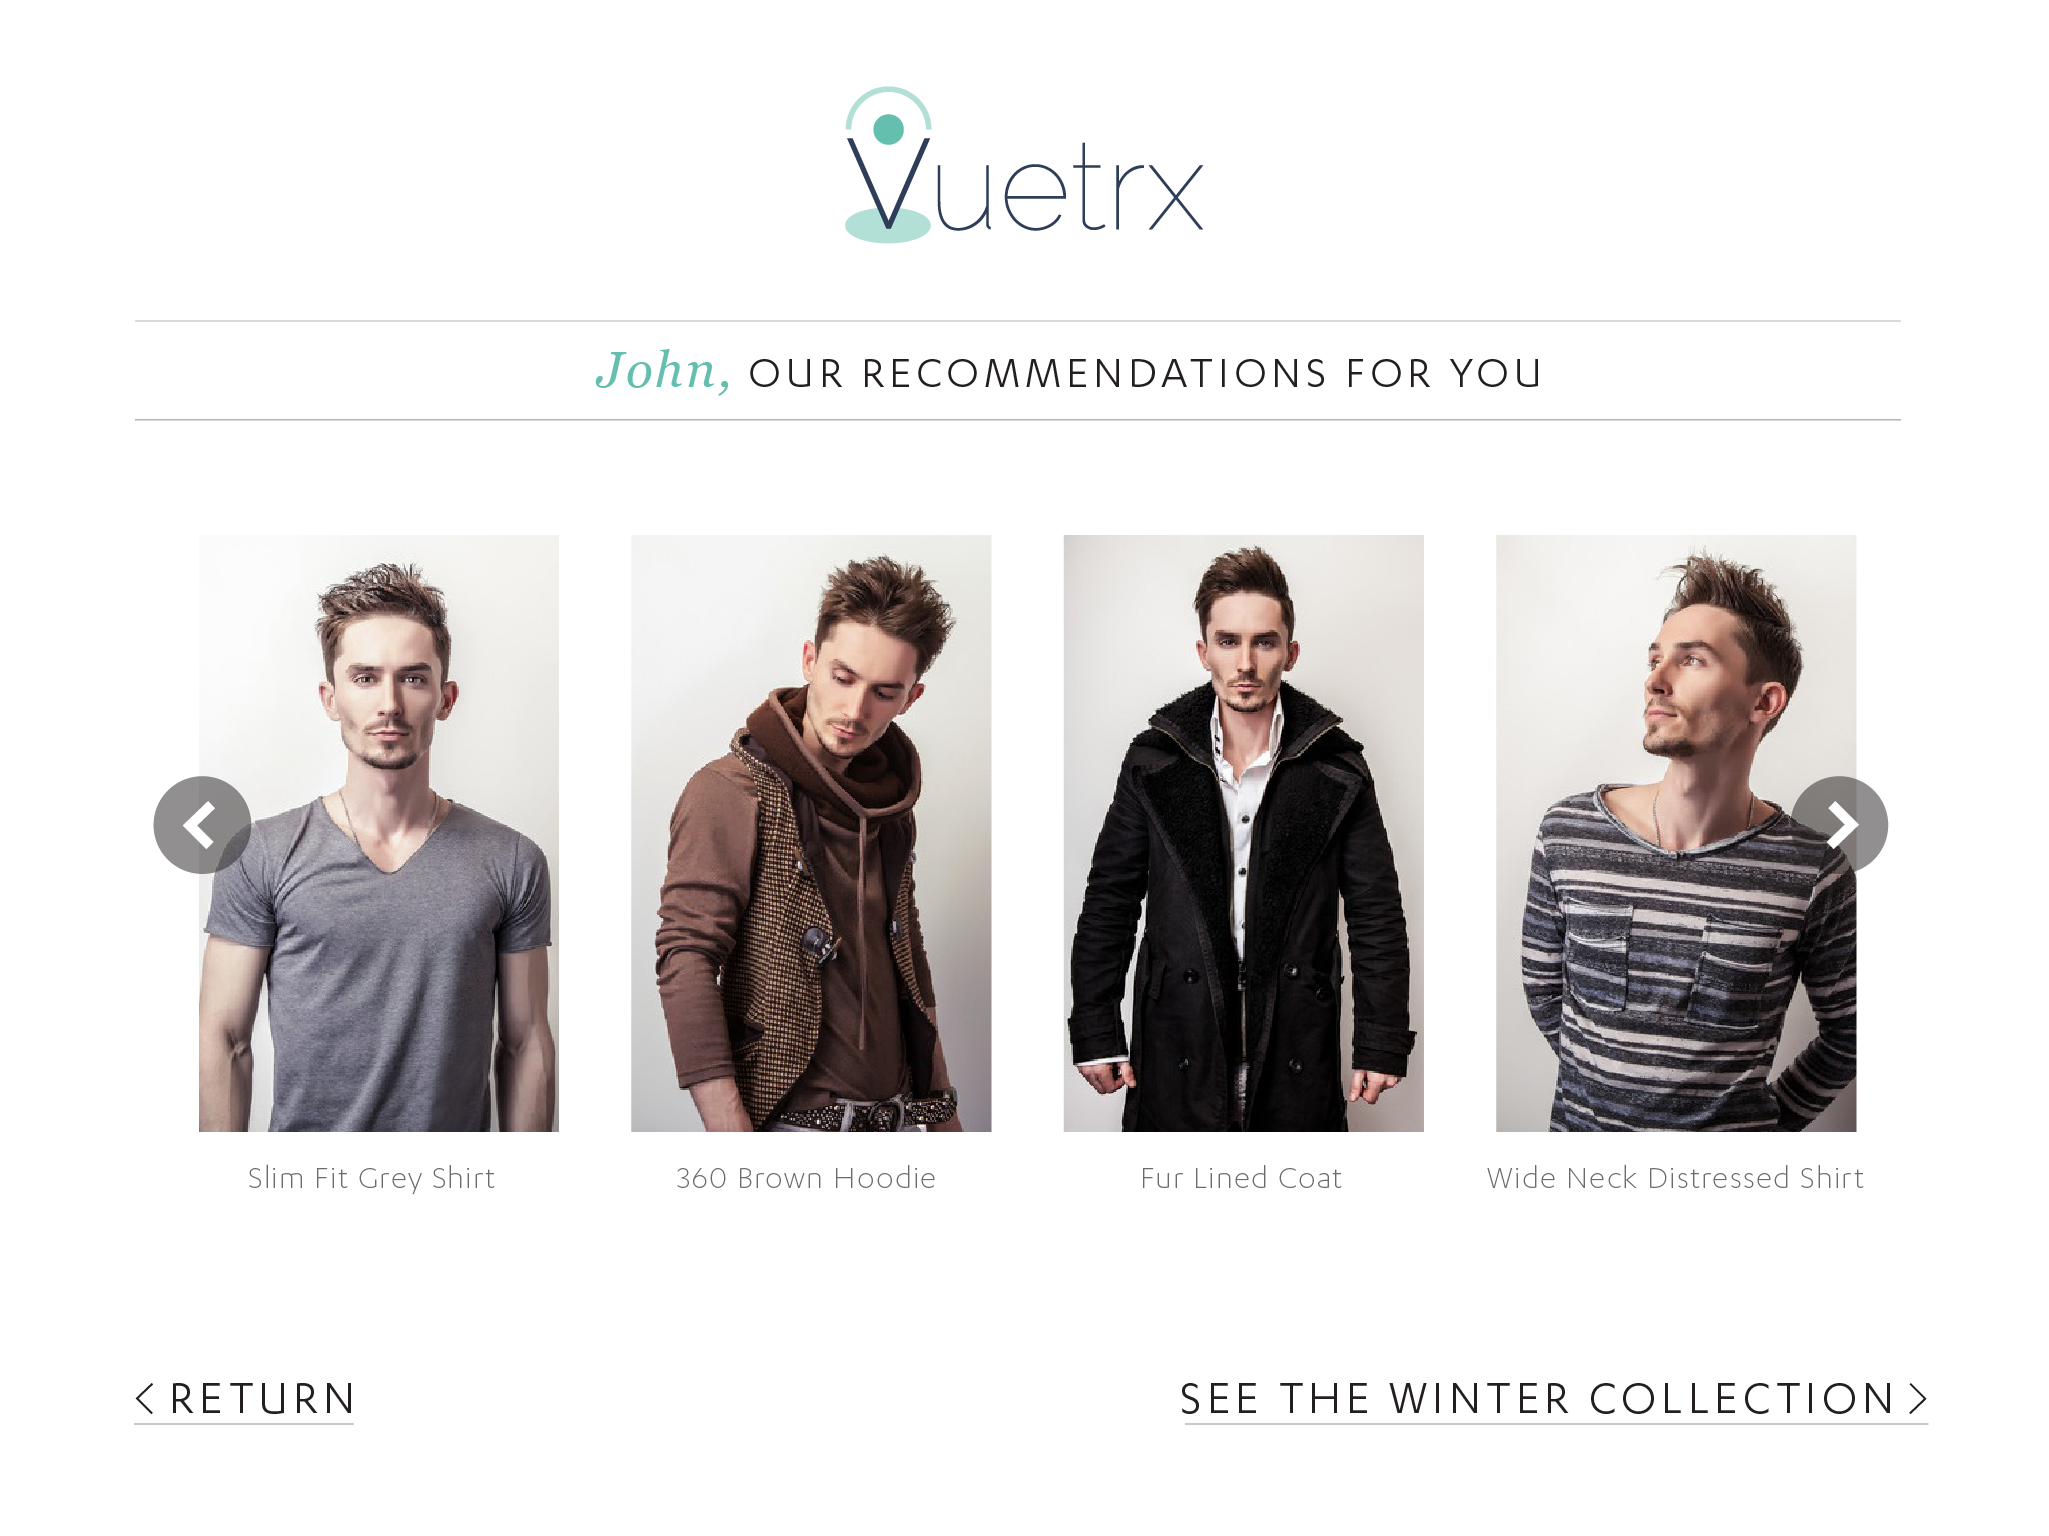 Vuetrx
John, OUR RECOMMENDATIONS FOR YOU
Slim Fit Grey Shirt
360 Brown Hoodie
Fur Lined Coat
Wide Neck Distressed Shirt
< RETURN
SEE THE WINTER COLLECTION >